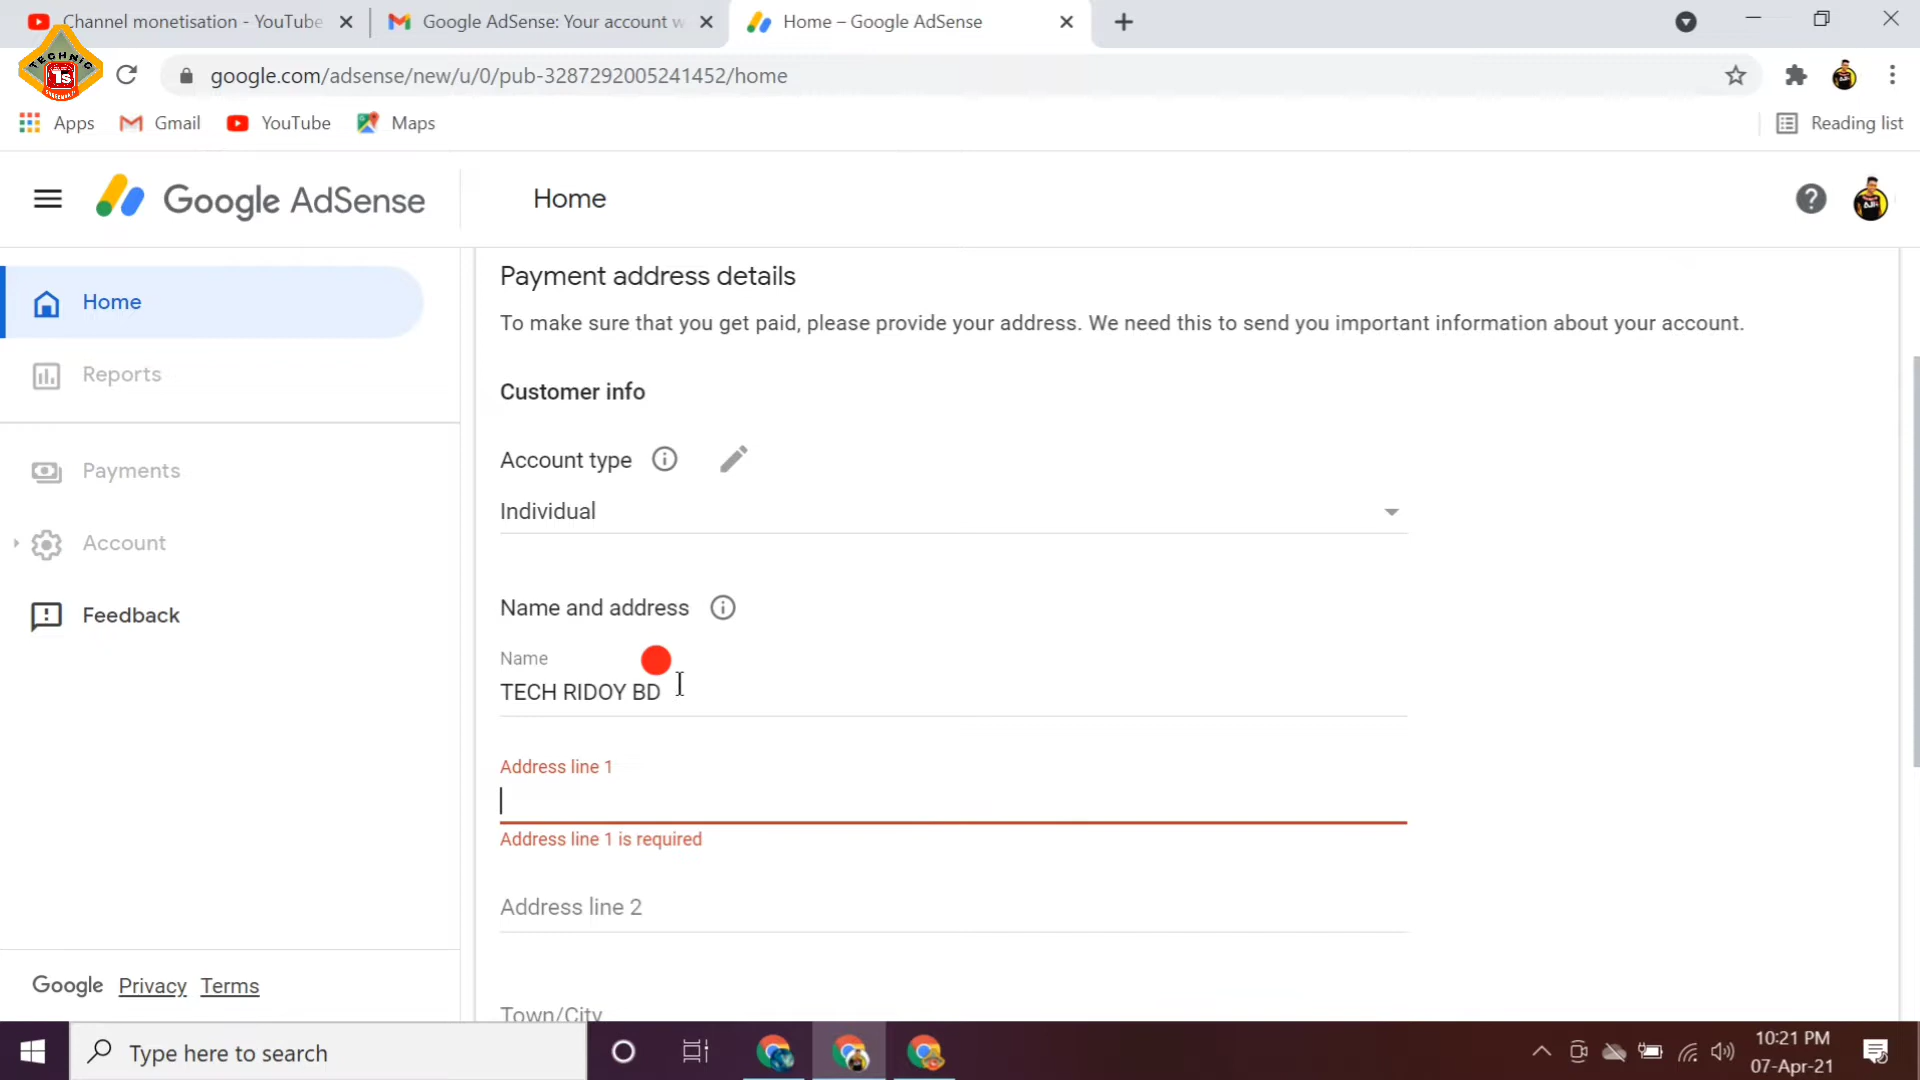 Channel monetisation - YouTube
Google AdSense: Your account w
Home – Google AdSense
TECHNIC
1s
google.com/adsense/new/u/0/pub-3287292005241452/home
Apps
Gmail
YouTube
Maps
Reading list
Google AdSense
Home
Home
Reports
Payments
Account
Feedback
Google Privacy Terms
Payment address details
To make sure that you get paid, please provide your address. We need this to send you important information about your account.
Customer info
Account type
Individual
Name and address
Name
TECH RIDOY BD
Address line 1
Address line 1 is required
Address line 2
Town/City
Type here to search
10:21 PM
07-Apr-21